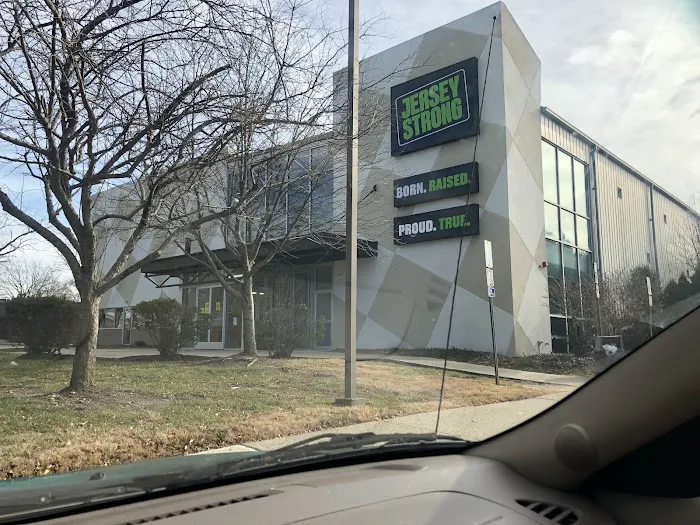 JERSEY
STRONG
BORN. RAISED.
PROUD. TRUE.